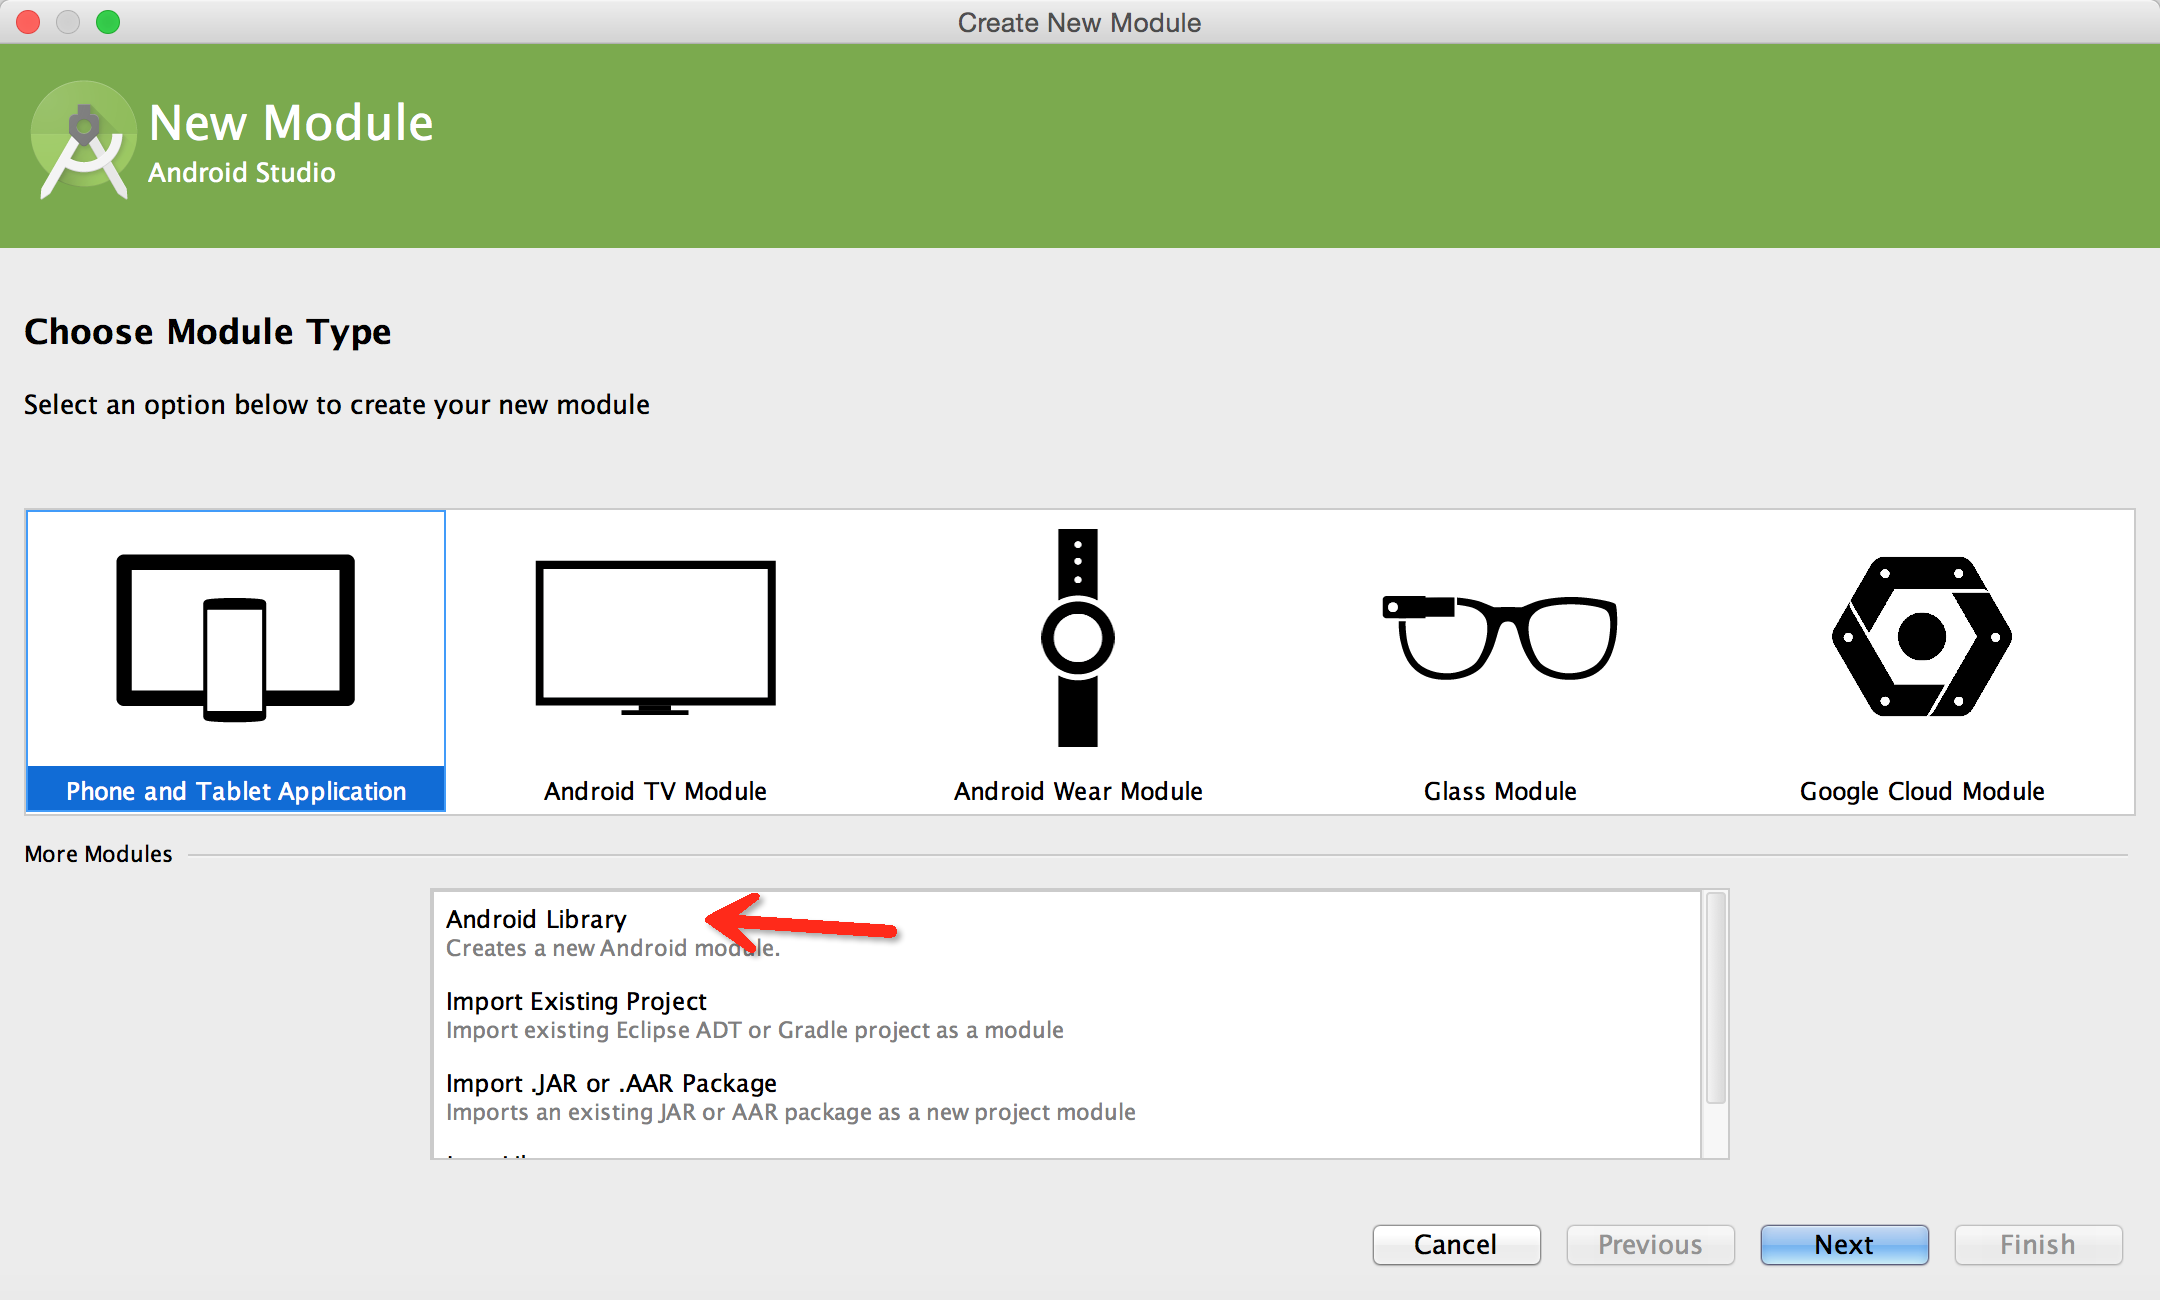 Create New Module
New Module
Android Studio
Choose Module Type
Select an option below to create your new module
Phone and Tablet Application
Android TV Module
Android Wear Module
Glass Module
Google Cloud Module
More Modules
Android Library
Creates a new Android module.
Import Existing Project
Import existing Eclipse ADT or Gradle project as a module
Import .JAR or .AAR Package
Imports an existing JAR or AAR package as a new project module
Cancel
Previous
Next
Finish